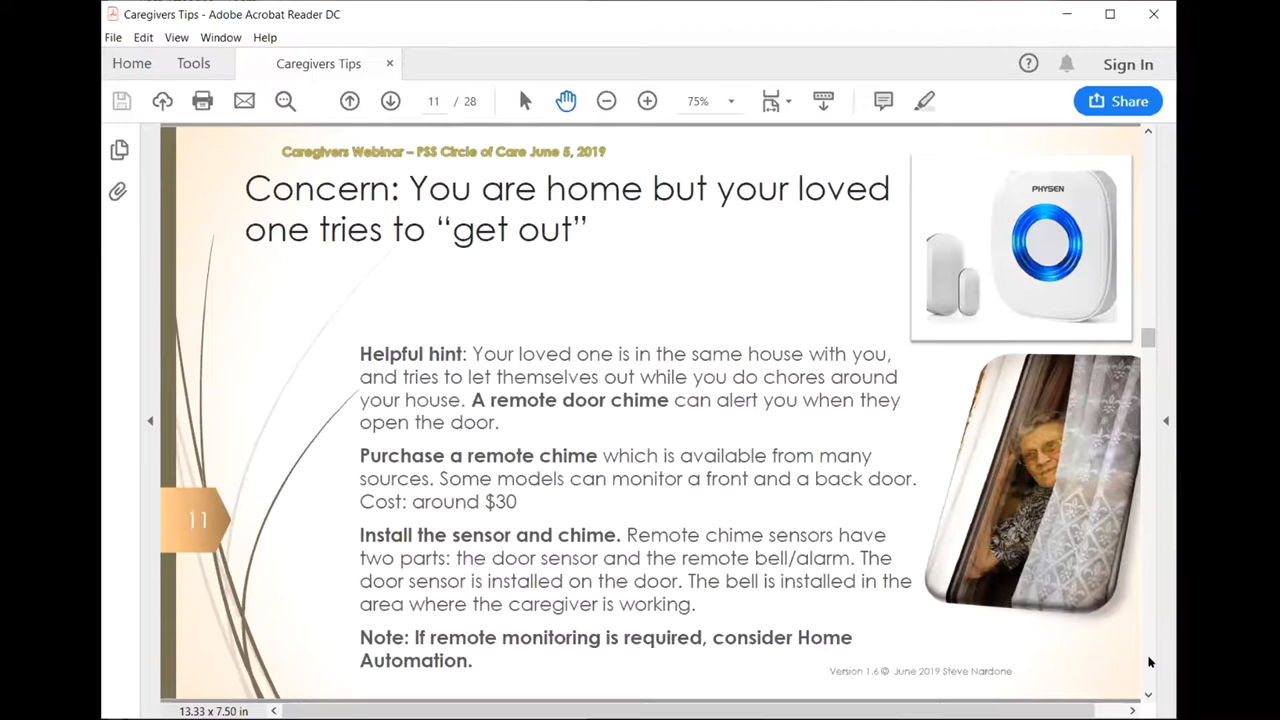 Caregivers Tips - Adobe Acrobat Reader DC
File Edit View Window Help
Home Tools Caregivers Tips × Sign In
11 / 28 75% Share
Caregivers Webinar – PSS Circle of Care June 5, 2019
Concern: You are home but your loved
one tries to “get out”
PHYSEN
Helpful hint: Your loved one is in the same house with you,
and tries to let themselves out while you do chores around
your house. A remote door chime can alert you when they
open the door.
Purchase a remote chime which is available from many
sources. Some models can monitor a front and a back door.
Cost: around $30
Install the sensor and chime. Remote chime sensors have
two parts: the door sensor and the remote bell/alarm. The
door sensor is installed on the door. The bell is installed in the
area where the caregiver is working.
11
Note: If remote monitoring is required, consider Home
Automation.
Version 1.6 © June 2019 Steve Nardone
13.33 x 7.50 in